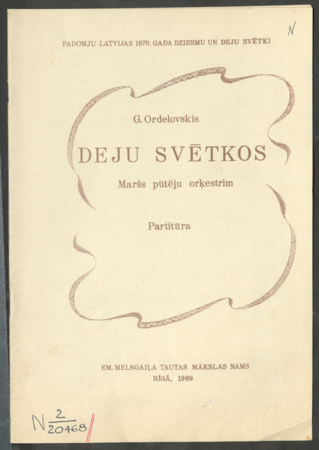 N
PADOMJU LATVIJAS 1970. GADA DZIESMU UN DEJU SVĒTKI
G. Ordelovskis
DEJU SVĒTKOS
Maršs pūtēju orķestrim
Partitūra
EM. MELNGAIĻA TAUTAS MĀKSLAS NAMS
RĪGĀ, 1969
N 2/20468/